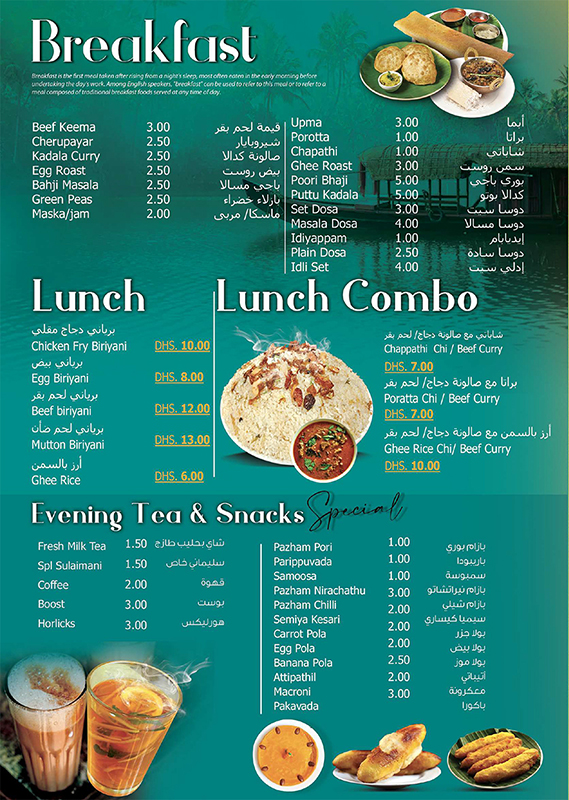 Breakfast
Breakfast is the first meal taken after rising from a night's sleep, most often eaten in the early morning before
undertaking the day's work. Among English speakers, "breakfast" can be used to refer to this meal or to refer to a
meal composed of traditional breakfast foods served at any time of day.
Beef Keema 3.00 قيمة لحم بقر
Cherupayar 2.50 شيروبايار
Kadala Curry 2.50 صالونة كدالا
Egg Roast 2.50 بيض روست
Bahji Masala 2.50 باجي مسالا
Green Peas 2.50 بازلاء خضراء
Maska/jam 2.00 ماسكا/ مربى
Upma 3.00 أبما
Porotta 1.00 براتا
Chapathi 1.00 شاباتي
Ghee Roast 3.00 سمن روست
Poori Bhaji 5.00 بوري باجي
Puttu Kadala 5.00 كدالا بوتو
Set Dosa 3.00 دوسا سيت
Masala Dosa 4.00 دوسا مسالا
Idiyappam 1.00 إيديابام
Plain Dosa 2.50 دوسا سادة
Idli Set 4.00 إدلي سيت
Lunch
برياني دجاج مقلي
Chicken Fry Biriyani DHS. 10.00
برياني بيض
Egg Biriyani DHS. 8.00
برياني لحم بقر
Beef biriyani DHS. 12.00
برياني لحم ضأن
Mutton Biriyani DHS. 13.00
أرز بالسمن
Ghee Rice DHS. 6.00
Lunch Combo
شاباتي مع صالونة دجاج/ لحم بقر
Chappathi Chi / Beef Curry
DHS. 7.00
براتا مع صالونة دجاج/ لحم بقر
Poratta Chi / Beef Curry
DHS. 7.00
أرز بالسمن مع صالونة دجاج/ لحم بقر
Ghee Rice Chi/ Beef Curry
DHS. 10.00
Evening Tea & Snacks Special
Fresh Milk Tea 1.50 شاي بحليب طازج
Spl Sulaimani 1.50 سليماني خاص
Coffee 2.00 قهوة
Boost 3.00 بوست
Horlicks 3.00 هورليكس
Pazham Pori 1.00 بازام بوري
Parippuvada 1.00 باريبودا
Samoosa 1.00 سمبوسة
Pazham Nirachathu 3.00 بازام نيراتشاتو
Pazham Chilli 2.00 بازام شيلي
Semiya Kesari 2.00 سيميا كيساري
Carrot Pola بولا جزر
Egg Pola 2.00 بولا بيض
Banana Pola 2.50 بولا موز
Attipathil 2.00 أتيباتي
Macroni 3.00 معكرونة
Pakavada باكورا